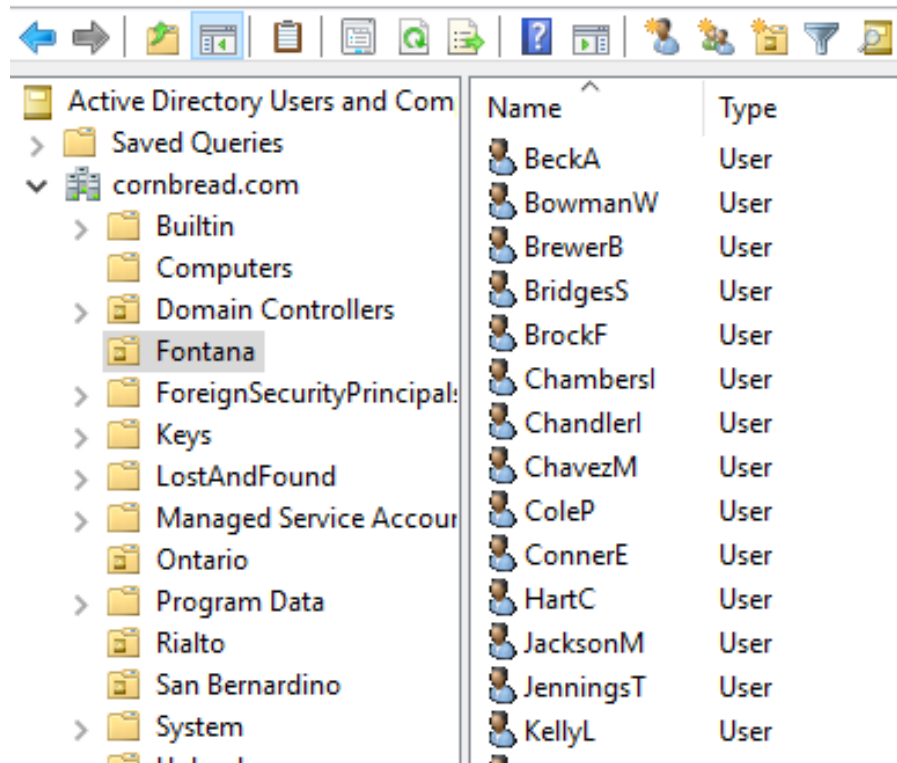 Active Directory Users and Com
Saved Queries
cornbread.com
Builtin
Computers
Domain Controllers
Fontana
ForeignSecurityPrincipals
Keys
LostAndFound
Managed Service Accour
Ontario
Program Data
Rialto
San Bernardino
System
Name
Type
BeckA User
BowmanW User
BrewerB User
BridgesS User
BrockF User
ChambersI User
ChandlerI User
ChavezM User
ColeP User
ConnerE User
HartC User
JacksonM User
JenningsT User
KellyL User